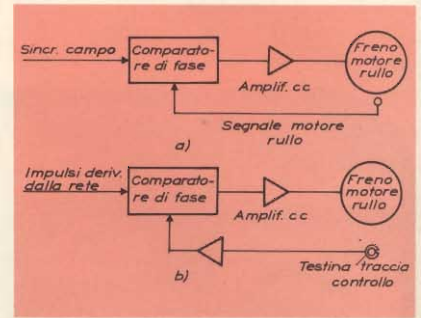 Sincr. campo
Comparato-
re di fase
Amplif. cc
Freno
motore
rullo
Segnale motore
rullo
a)
Impulsi deriv.
dalla rete
Comparato-
re di fase
Amplif. cc
Freno
motore
rullo
b)
Testina traccia
controllo